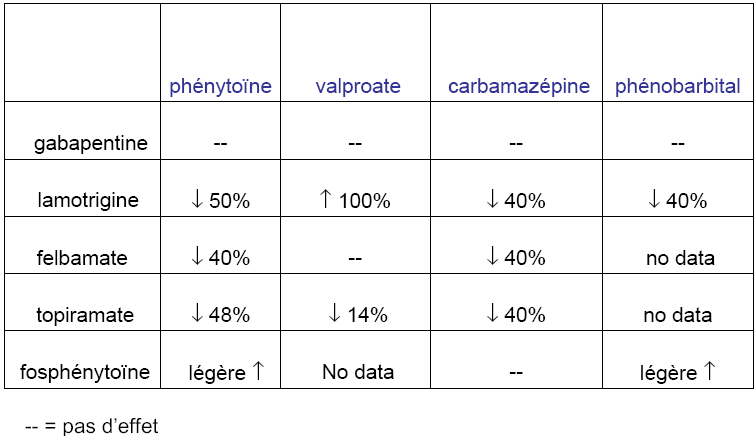 phénytoïne valproate carbamazépine phénobarbital
gabapentine -- -- -- --
lamotrigine ↓ 50% ↑ 100% ↓ 40% ↓ 40%
felbamate ↓ 40% -- ↓ 40% no data
topiramate ↓ 48% ↓ 14% ↓ 40% no data
fosphénytoïne légère ↑ No data -- légère ↑
-- = pas d'effet